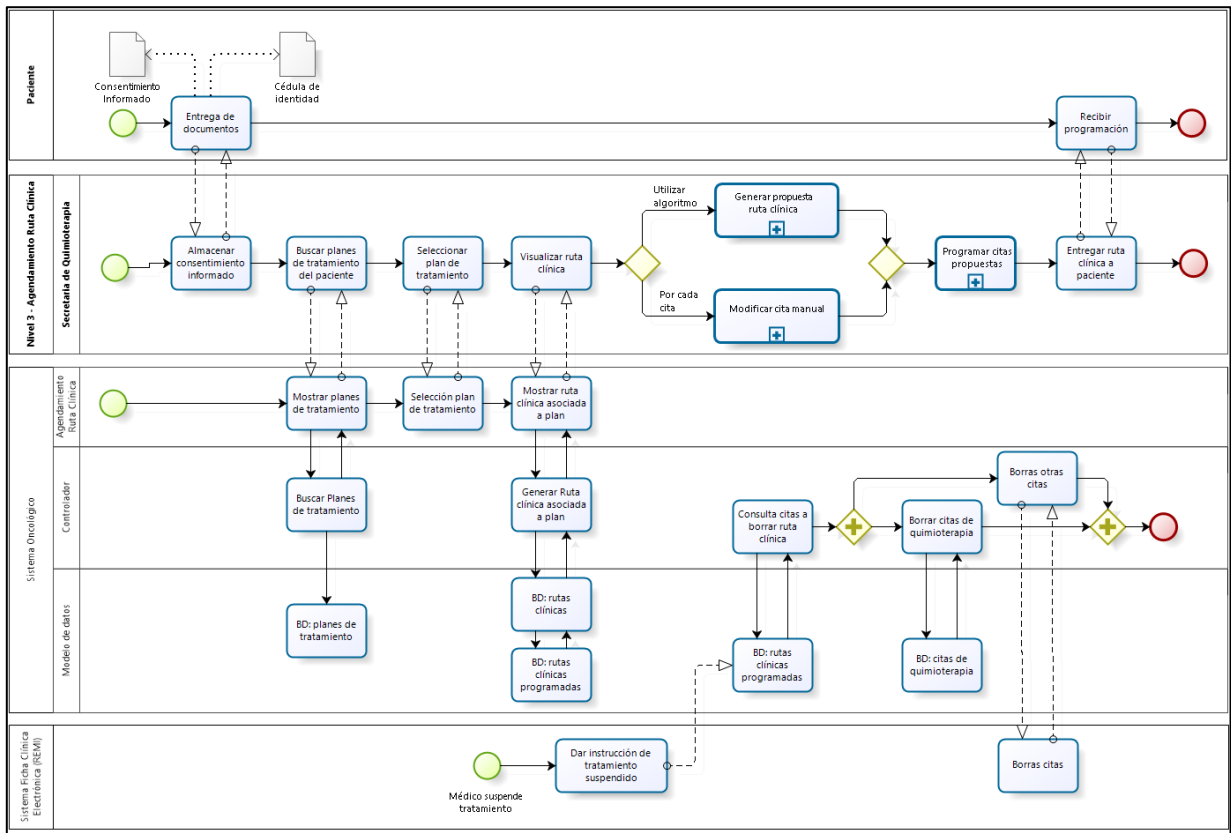 Paciente
Consentimiento
Informado
Cédula de
identidad
Entrega de
documentos
Recibir
programación
Nivel 3 - Agendamiento Ruta Clínica
Secretaria de Quimioterapia
Almacenar
consentimiento
informado
Buscar planes
de tratamiento
del paciente
Seleccionar
plan de
tratamiento
Visualizar ruta
clínica
Utilizar
algoritmo
Generar propuesta
ruta clínica
Por cada
cita
Modificar cita manual
Programar citas
propuestas
Entregar ruta
clínica a
paciente
Sistema Oncológico
Agendamiento
Ruta Clínica
Mostrar planes
de tratamiento
Selección plan
de tratamiento
Mostrar ruta
clínica asociada
a plan
Controlador
Buscar Planes
de tratamiento
Generar Ruta
clínica asociada
a plan
Consulta citas a
borrar ruta
clínica
Borrar citas de
quimioterapia
Borras otras
citas
Modelo de datos
BD: planes de
tratamiento
BD: rutas
clínicas
BD: rutas
clínicas
programadas
BD: rutas
clínicas
programadas
BD: citas de
quimioterapia
Sistema Ficha Clínica
Electrónica (REMI)
Médico suspende
tratamiento
Dar instrucción de
tratamiento
suspendido
Borras citas